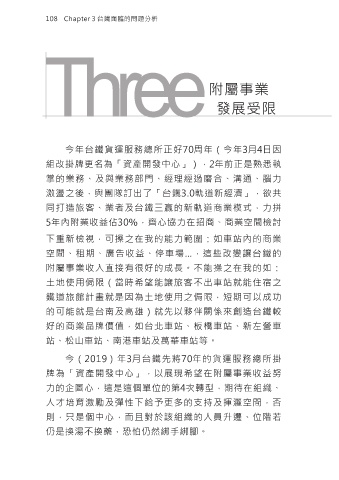 108 Chapter 3 台鐵面臨的問題分析
Three
附屬事業
發展受限
今年台鐵貨運服務總所正好70周年（今年3月4日因
組改掛牌更名為「資產開發中心」），2年前正是熟悉執
掌的業務、及與業務部門、經理經過磨合、溝通、腦力
激盪之後，與團隊訂出了「台鐵3.0軌道新經濟」，欲共
同打造旅客、業者及台鐵三贏的新軌道商業模式，力拼
5年內附業收益佔30%，齊心協力在招商、商業空間檢討
下重新檢視，可操之在我的能力範圍：如車站內的商業
空間、租期、廣告收益、停車場…，這些改變讓台鐵的
附屬事業收入直接有很好的成長。不能操之在我的如：
土地使用侷限（當時希望能讓旅客不出車站就能住宿之
鐵道旅館計畫就是因為土地使用之侷限，短期可以成功
的可能就是台南及高雄）就先以夥伴關係來創造台鐵較
好的商業品牌價值，如台北車站、板橋車站、新左營車
站、松山車站、南港車站及萬華車站等。
今（2019）年3月台鐵先將70年的貨運服務總所掛
牌為「資產開發中心」，以展現希望在附屬事業收益努
力的企圖心，這是這個單位的第4次轉型，期待在組織、
人才培育激勵及彈性下給予更多的支持及揮灑空間，否
則，只是個中心，而且對於該組織的人員升遷、位階若
仍是換湯不換藥，恐怕仍然綁手綁腳。